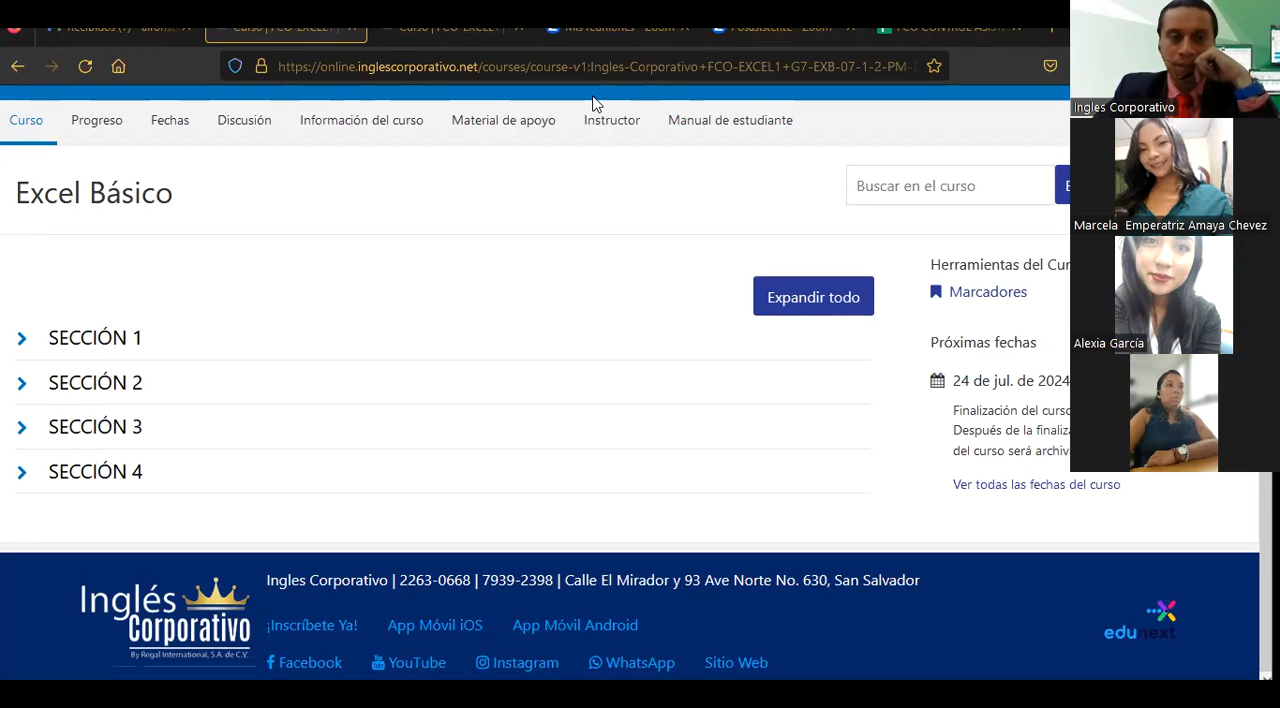 https://online.inglescorporativo.net/courses/course-v1:Ingles-Corporativo+FCO-EXCEL1+G7-EXB-07-1-2-PM-
Curso
Progreso
Fechas
Discusión
Información del curso
Material de apoyo
Instructor
Manual de estudiante
Excel Básico
Buscar en el curso
Expandir todo
Herramientas del Cur
Marcadores
SECCIÓN 1
SECCIÓN 2
SECCIÓN 3
SECCIÓN 4
Próximas fechas
24 de jul. de 2024
Finalización del curso
Después de la finaliza
del curso será archiva
Ver todas las fechas del curso
Ingles Corporativo
Marcela Emperatriz Amaya Chevez
Alexia García
Inglés
Corporativo
By Regal International, S.A. de C.V.
Ingles Corporativo | 2263-0668 | 7939-2398 | Calle El Mirador y 93 Ave Norte No. 630, San Salvador
¡Inscríbete Ya!
App Móvil iOS
App Móvil Android
Facebook
YouTube
Instagram
WhatsApp
Sitio Web
edunext